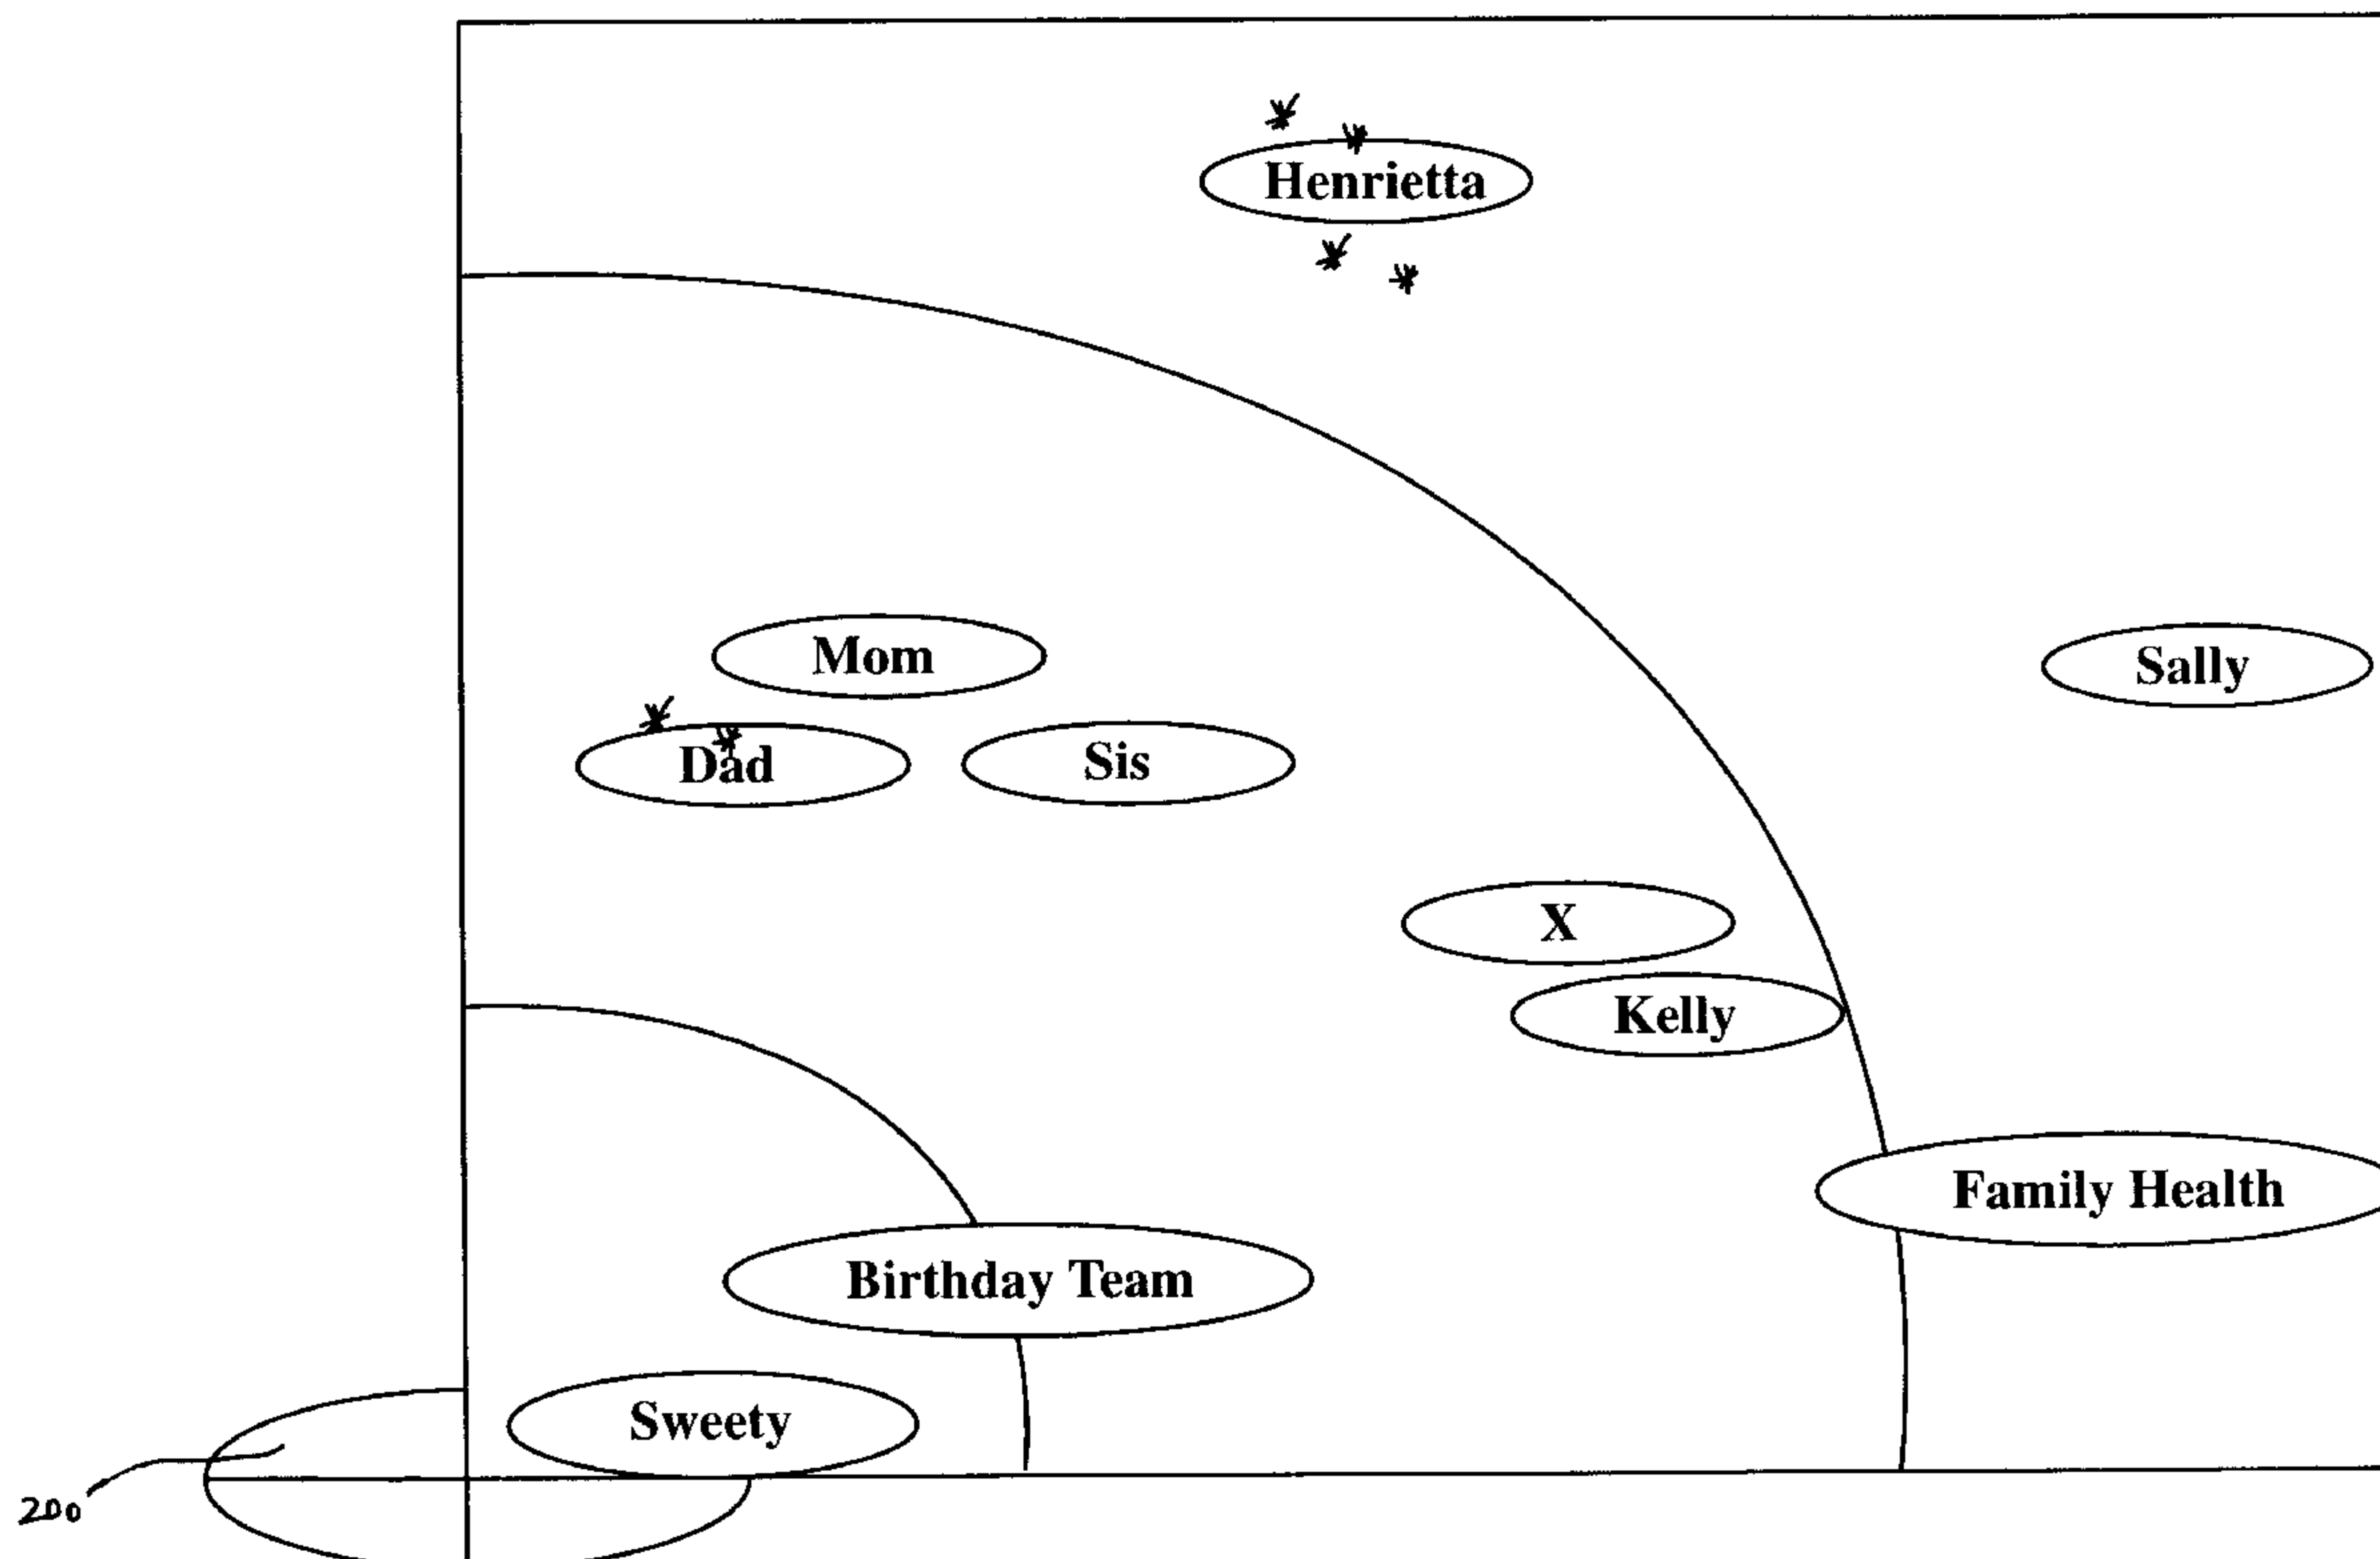 Henrietta
Mom
Sally
Dad
Sis
X
Kelly
Family Health
Birthday Team
Sweety
200